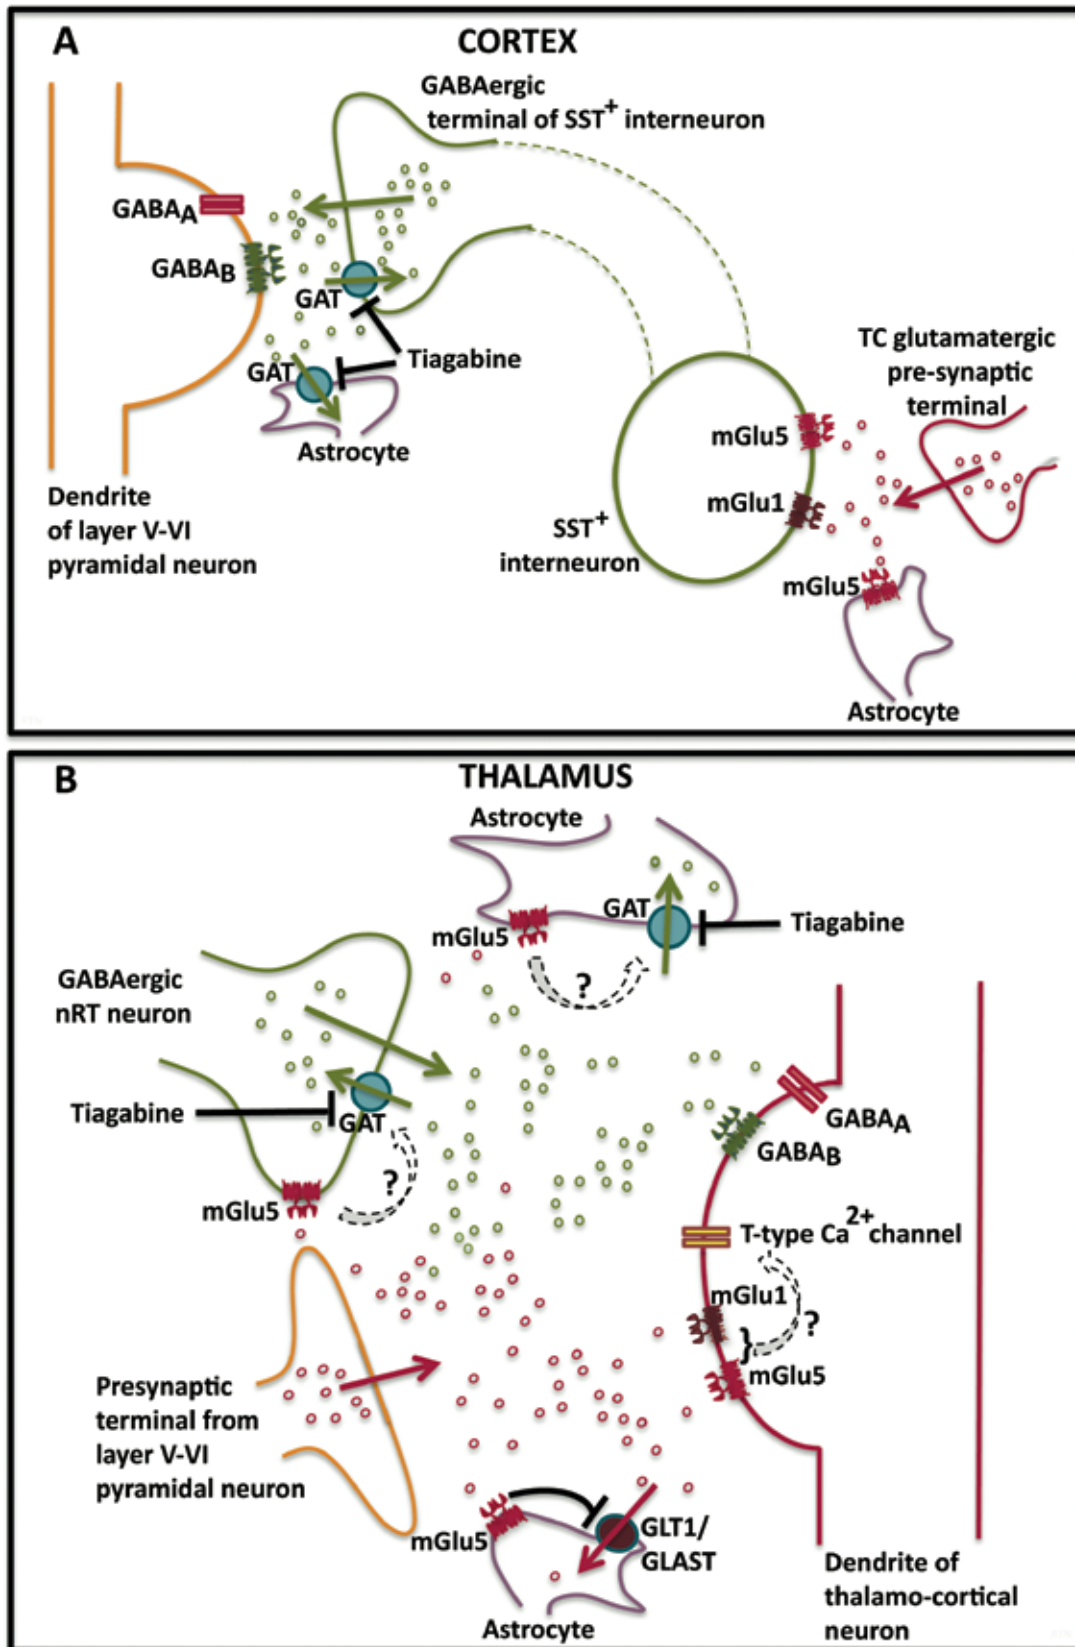 A
CORTEX
GABAergic
terminal of SST+ interneuron
GABAA
GABAB
GAT
GAT
Tiagabine
Astrocyte
Dendrite
of layer V-VI
pyramidal neuron
TC glutamatergic
pre-synaptic
terminal
mGlu5
mGlu1
SST+
interneuron
mGlu5
Astrocyte
B
THALAMUS
Astrocyte
GAT
mGlu5
Tiagabine
?
GABAergic
nRT neuron
Tiagabine
GAT
?
mGlu5
GABAA
GABAB
T-type Ca2+ channel
mGlu1
}
?
mGlu5
Presynaptic
terminal from
layer V-VI
pyramidal neuron
mGlu5
GLT1/
GLAST
Astrocyte
Dendrite of
thalamo-cortical
neuron